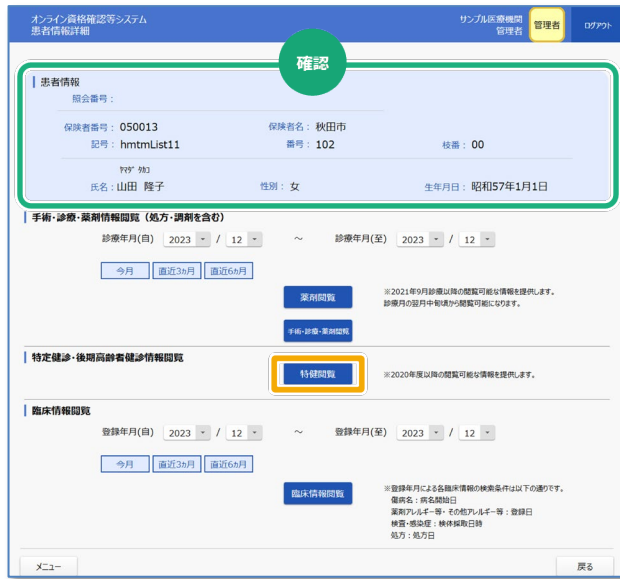 オンライン資格確認等システム
患者情報詳細
サンプル医療機関
管理者
管理者
ログアウト
確認
患者情報
照会番号：
保険者番号： 050013 保険者名： 秋田市
記号： hmtmList11 番号： 102 枝番： 00
ﾔﾏﾀﾞ ﾀｶｺ
氏名： 山田 隆子 性別： 女 生年月日： 昭和57年1月1日
手術・診療・薬剤情報閲覧（処方・調剤を含む）
診療年月(自) 2023 / 12 ～ 診療年月(至) 2023 / 12
今月 直近3カ月 直近6カ月
薬剤閲覧
※2021年9月診療以降の閲覧可能な情報を提供します。
診療月の翌月中旬頃から閲覧可能になります。
手術・診療・薬剤閲覧
特定健診・後期高齢者健診情報閲覧
特健閲覧 ※2020年度以降の閲覧可能な情報を提供します。
臨床情報閲覧
登録年月(自) 2023 / 12 ～ 登録年月(至) 2023 / 12
今月 直近3カ月 直近6カ月
臨床情報閲覧
※登録年月による各臨床情報の検索条件は以下の通りです。
傷病名：病名開始日
薬剤アレルギー等・その他アレルギー等：登録日
検査・感染症：検体採取日時
処方：処方日
メニュー 戻る